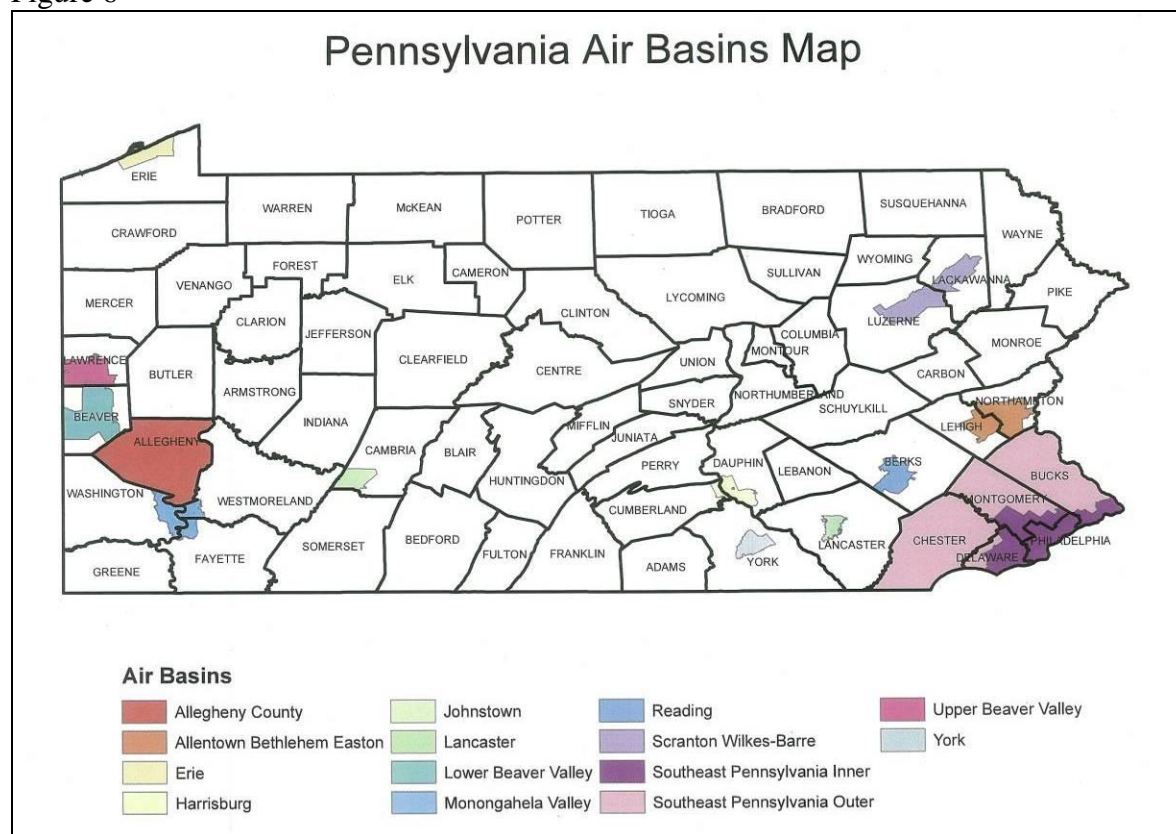 Pennsylvania Air Basins Map
ERIE
WARREN
McKEAN
POTTER
TIOGA
BRADFORD
SUSQUEHANNA
WAYNE
CRAWFORD
FOREST
ELK
CAMERON
SULLIVAN
WYOMING
LACKAWANNA
PIKE
MERCER
VENANGO
CLARION
JEFFERSON
CLINTON
LYCOMING
COLUMBIA
LUZERNE
MONROE
LAWRENCE
BUTLER
ARMSTRONG
CLEARFIELD
CENTRE
UNION
MONTOUR
CARBON
BEAVER
INDIANA
SNYDER
NORTHUMBERLAND
SCHUYLKILL
NORTHAMPTON
LEHIGH
ALLEGHENY
CAMBRIA
BLAIR
MIFFLIN
JUNIATA
PERRY
DAUPHIN
LEBANON
BERKS
BUCKS
WASHINGTON
WESTMORELAND
HUNTINGDON
CUMBERLAND
LANCASTER
MONTGOMERY
GREENE
FAYETTE
SOMERSET
BEDFORD
FULTON
FRANKLIN
ADAMS
YORK
CHESTER
DELAWARE
PHILADELPHIA
Air Basins
Allegheny County
Allentown Bethlehem Easton
Erie
Harrisburg
Johnstown
Lancaster
Lower Beaver Valley
Monongahela Valley
Reading
Scranton Wilkes-Barre
Southeast Pennsylvania Inner
Southeast Pennsylvania Outer
Upper Beaver Valley
York